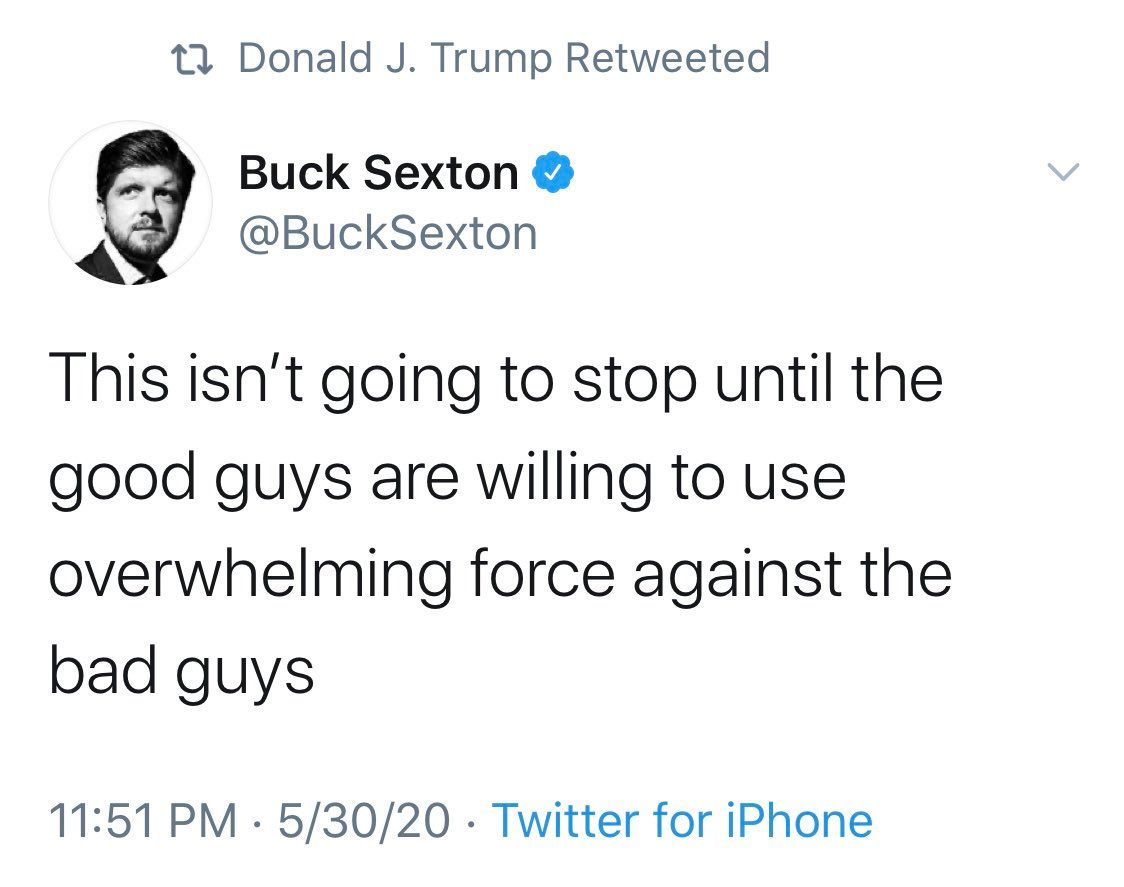 Donald J. Trump Retweeted
Buck Sexton
@BuckSexton
This isn’t going to stop until the
good guys are willing to use
overwhelming force against the
bad guys
11:51 PM · 5/30/20 · Twitter for iPhone